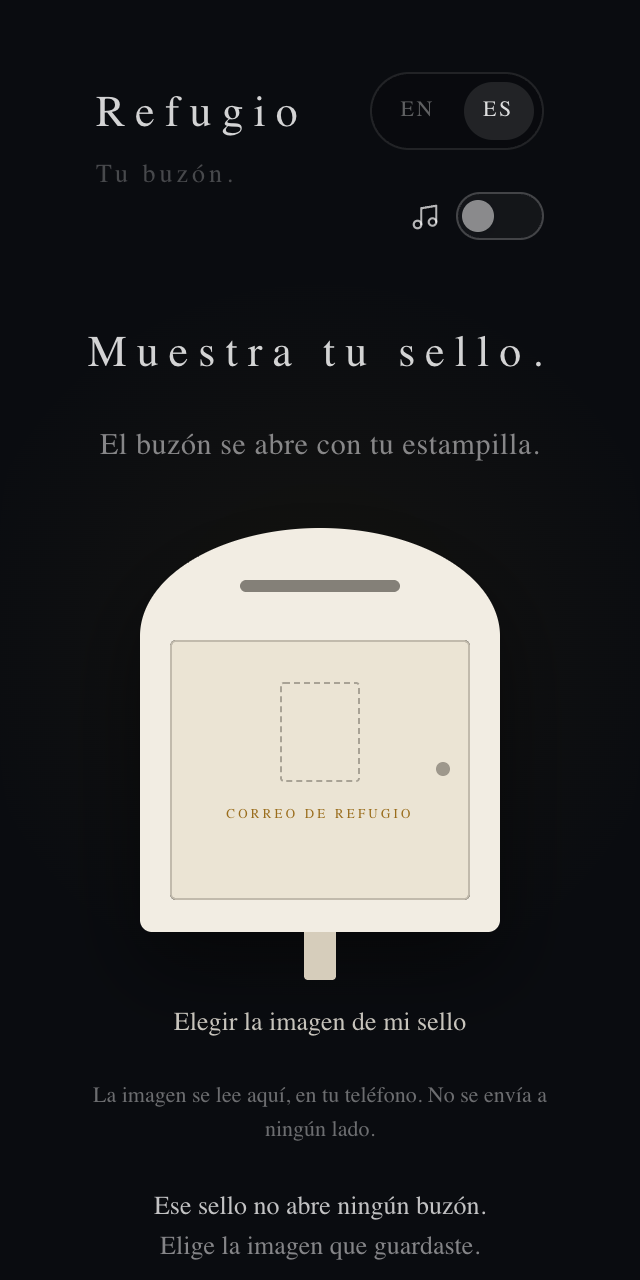 Refugio
EN ES
Tu buzón.
Muestra tu sello.
El buzón se abre con tu estampilla.
CORREO DE REFUGIO
Elegir la imagen de mi sello
La imagen se lee aquí, en tu teléfono. No se envía a
ningún lado.
Ese sello no abre ningún buzón.
Elige la imagen que guardaste.